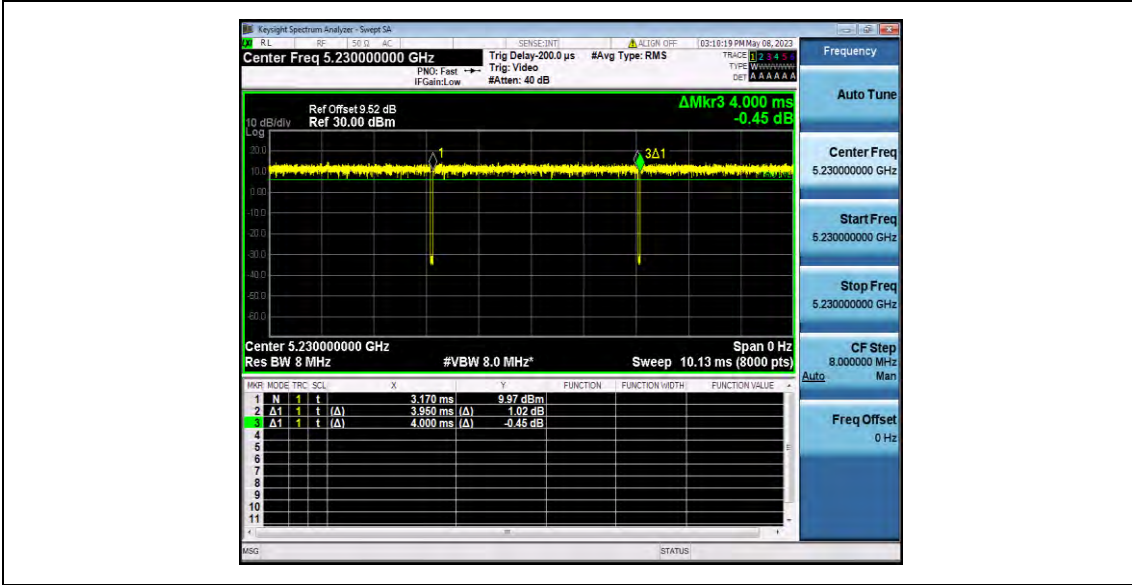 Keysight Spectrum Analyzer - Swept SA
RL RF 50 Ω AC SENSE:INT ALIGN OFF 03:10:19 PM May 08, 2023
Center Freq 5.230000000 GHz Trig Delay-200.0 µs #Avg Type: RMS TRACE 1 2 3 4 5 6
PNO: Fast Trig: Video TYPE
IFGain:Low #Atten: 40 dB DET A A A A A A
ΔMkr3 4.000 ms
-0.45 dB
Ref Offset 9.52 dB
10 dB/div Ref 30.00 dBm
Log
20.0
10.0
0.00
-10.0
-20.0
-30.0
-40.0
-50.0
-60.0
1
3Δ1
Center 5.230000000 GHz Span 0 Hz
Res BW 8 MHz #VBW 8.0 MHz* Sweep 10.13 ms (8000 pts)
MKR MODE TRC SCL X Y FUNCTION FUNCTION WIDTH FUNCTION VALUE
1 N 1 t 3.170 ms 9.97 dBm
2 Δ1 1 t (Δ) 3.950 ms (Δ) 1.02 dB
3 Δ1 1 t (Δ) 4.000 ms (Δ) -0.45 dB
4
5
6
7
8
9
10
11
MSG STATUS
Frequency
Auto Tune
Center Freq
5.230000000 GHz
Start Freq
5.230000000 GHz
Stop Freq
5.230000000 GHz
CF Step
8.000000 MHz
Auto Man
Freq Offset
0 Hz